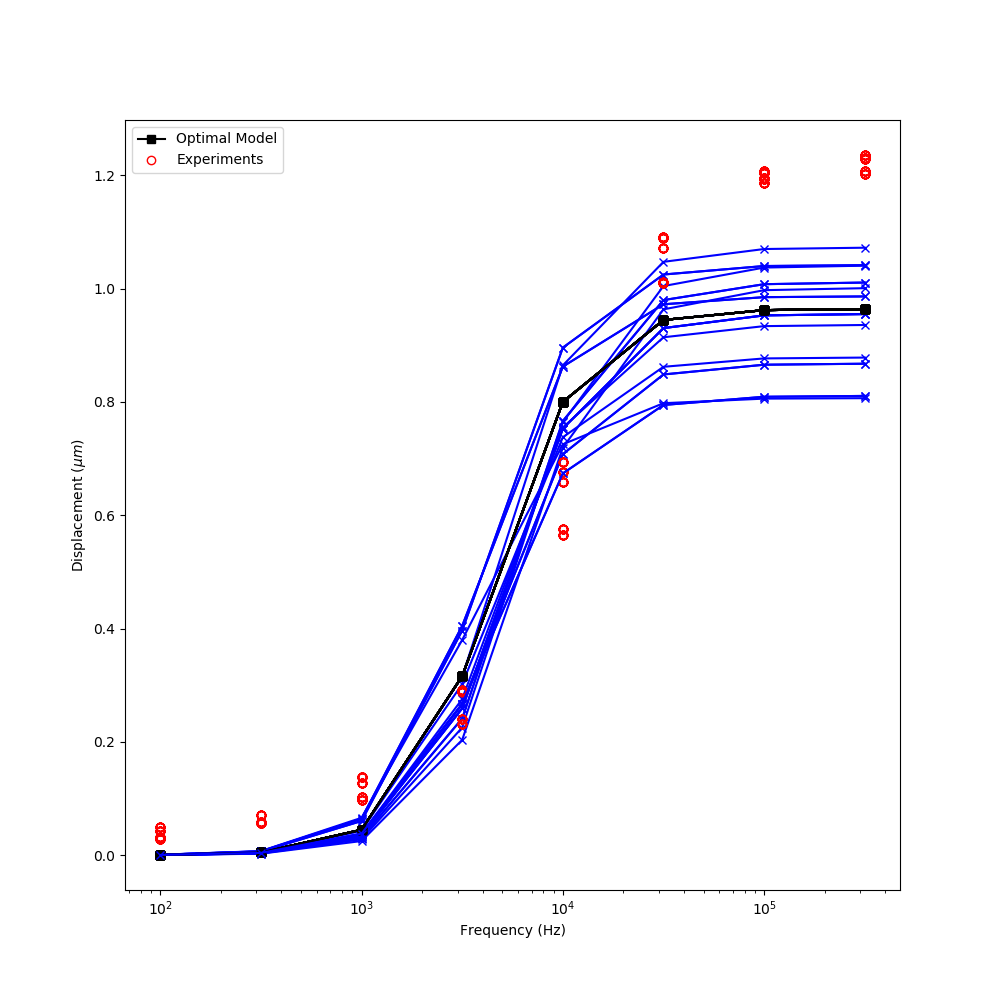 Optimal Model
Experiments
1.2
1.0
0.8
0.6
0.4
0.2
0.0
Displacement (μm)
10²
10³
10⁴
10⁵
Frequency (Hz)